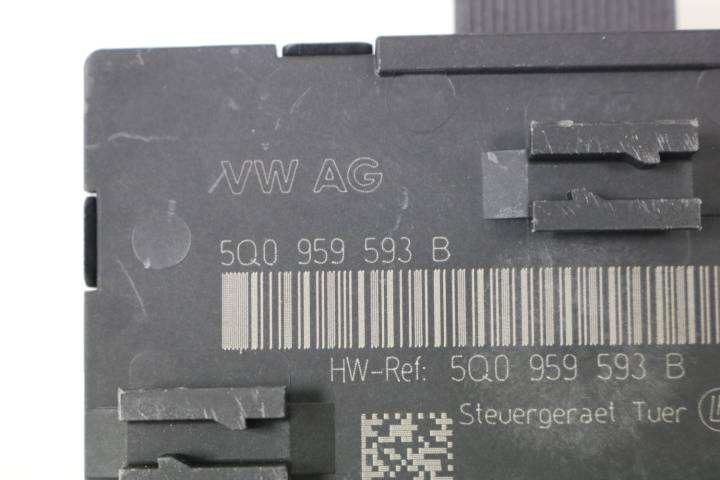 VW AG
5Q0 959 593 B
HW-Ref: 5Q0 959 593 B
Steuergeraet Tuer